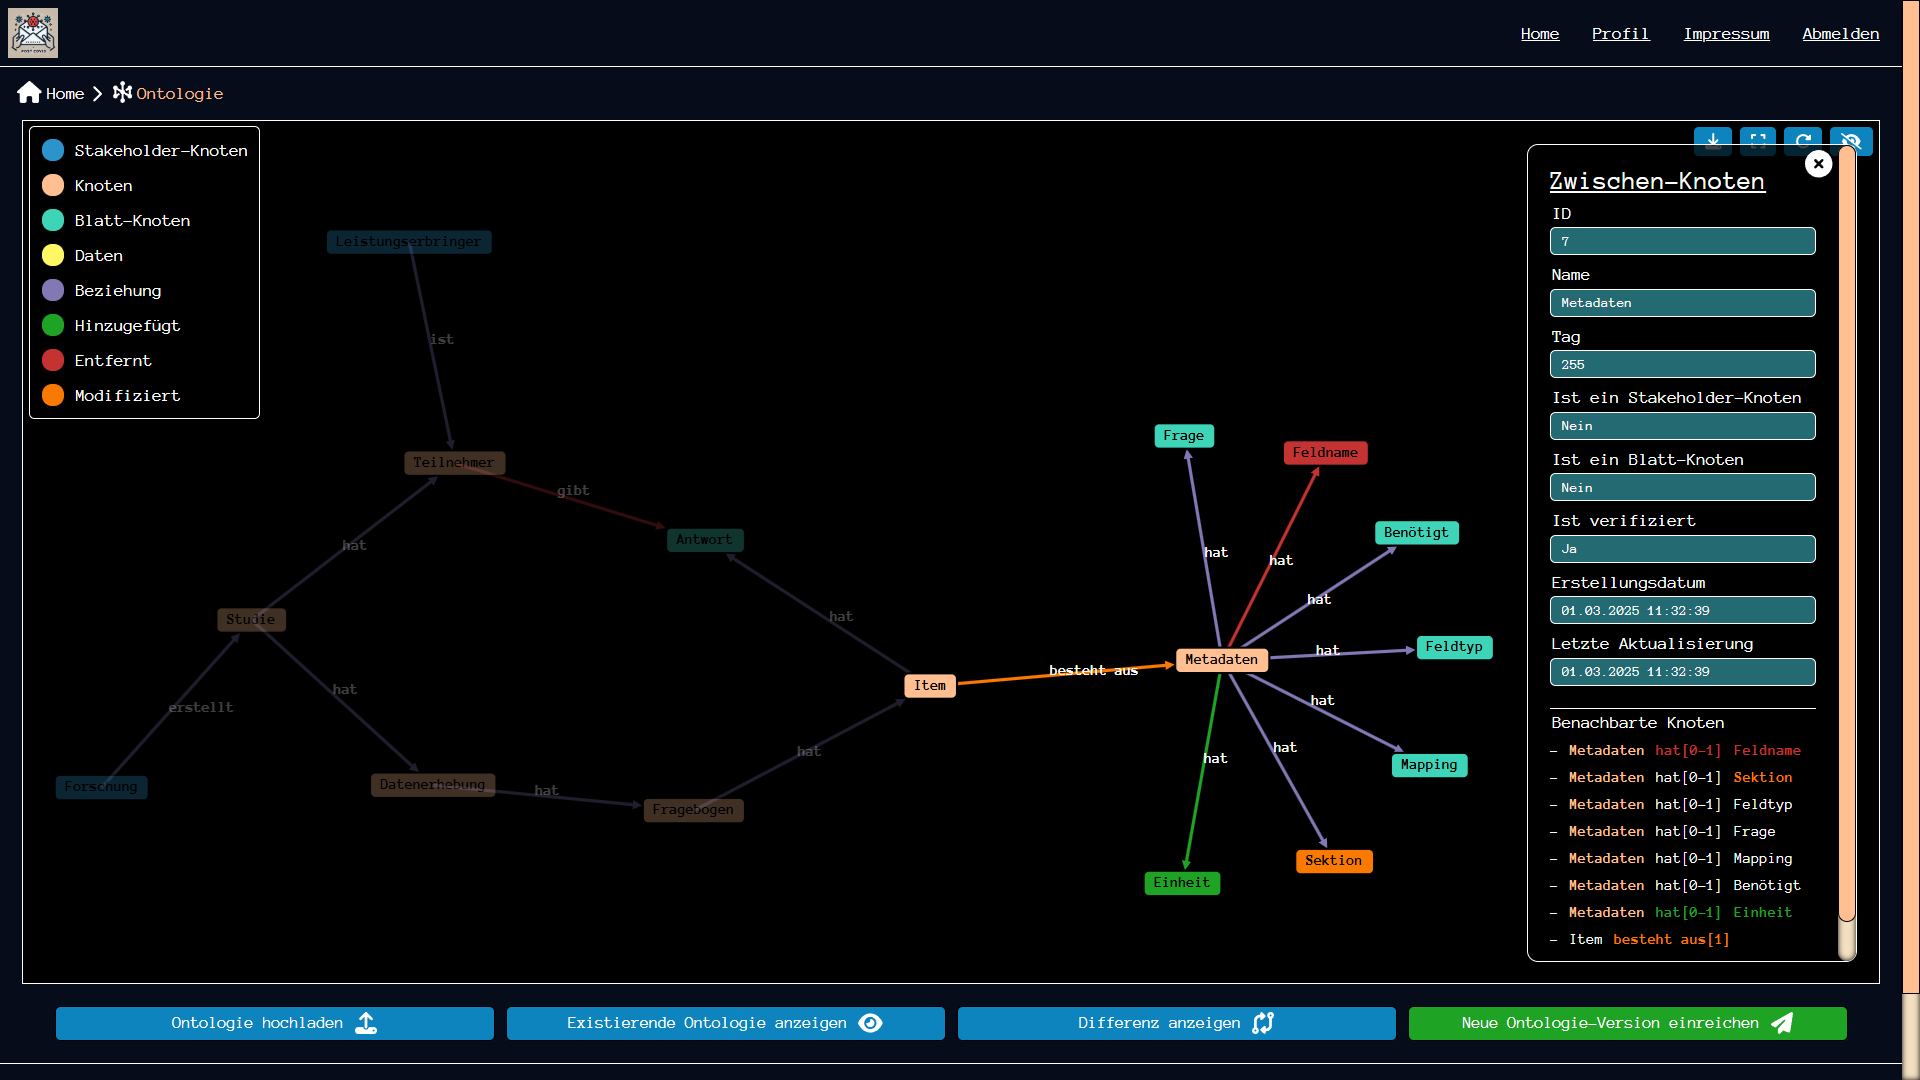 Home Profil Impressum Abmelden
Home Ontologie
Stakeholder-Knoten
Knoten
Blatt-Knoten
Daten
Beziehung
Hinzugefügt
Entfernt
Modifiziert
Leistungserbringer
ist
Teilnehmer
gibt
Antwort
hat
Studie
hat
hat
erstellt
Forschung
Datenerhebung
hat
Fragebogen
hat
Item
besteht aus
Metadaten
Frage
hat
Feldname
hat
Benötigt
hat
Feldtyp
hat
Mapping
hat
Sektion
hat
Einheit
hat
Zwischen-Knoten
ID
7
Name
Metadaten
Tag
255
Ist ein Stakeholder-Knoten
Nein
Ist ein Blatt-Knoten
Nein
Ist verifiziert
Ja
Erstellungsdatum
01.03.2025 11:32:39
Letzte Aktualisierung
01.03.2025 11:32:39
Benachbarte Knoten
– Metadaten hat[0-1] Feldname
– Metadaten hat[0-1] Sektion
– Metadaten hat[0-1] Feldtyp
– Metadaten hat[0-1] Frage
– Metadaten hat[0-1] Mapping
– Metadaten hat[0-1] Benötigt
– Metadaten hat[0-1] Einheit
– Item besteht aus[1]
Ontologie hochladen
Existierende Ontologie anzeigen
Differenz anzeigen
Neue Ontologie-Version einreichen